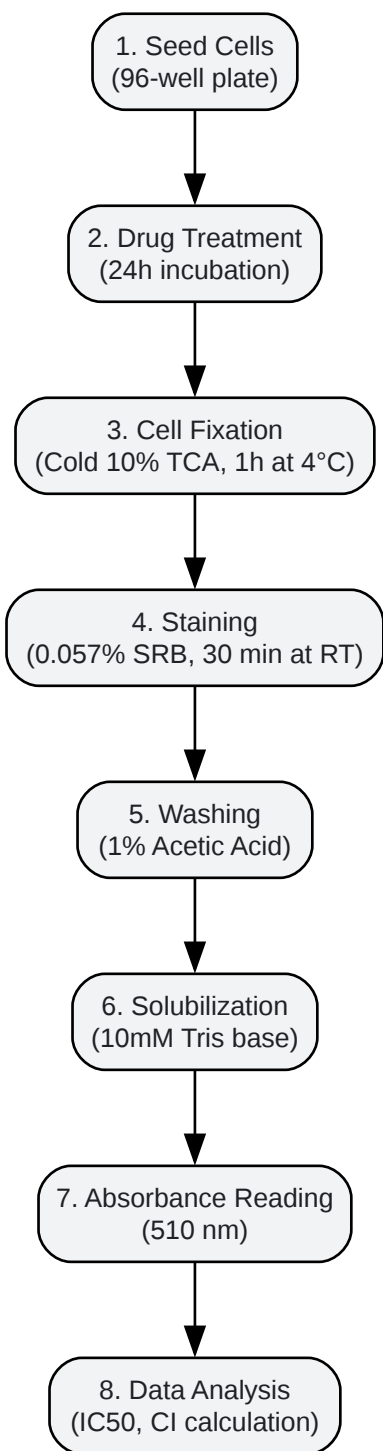 1. Seed Cells
(96-well plate)
2. Drug Treatment
(24h incubation)
3. Cell Fixation
(Cold 10% TCA, 1h at 4°C)
4. Staining
(0.057% SRB, 30 min at RT)
5. Washing
(1% Acetic Acid)
6. Solubilization
(10mM Tris base)
7. Absorbance Reading
(510 nm)
8. Data Analysis
(IC50, CI calculation)